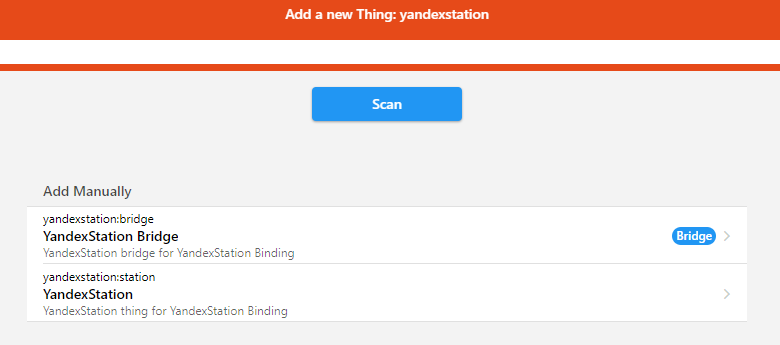 Add a new Thing: yandexstation
Scan
Add Manually
yandexstation:bridge
YandexStation Bridge
Bridge
YandexStation bridge for YandexStation Binding
yandexstation:station
YandexStation
YandexStation thing for YandexStation Binding